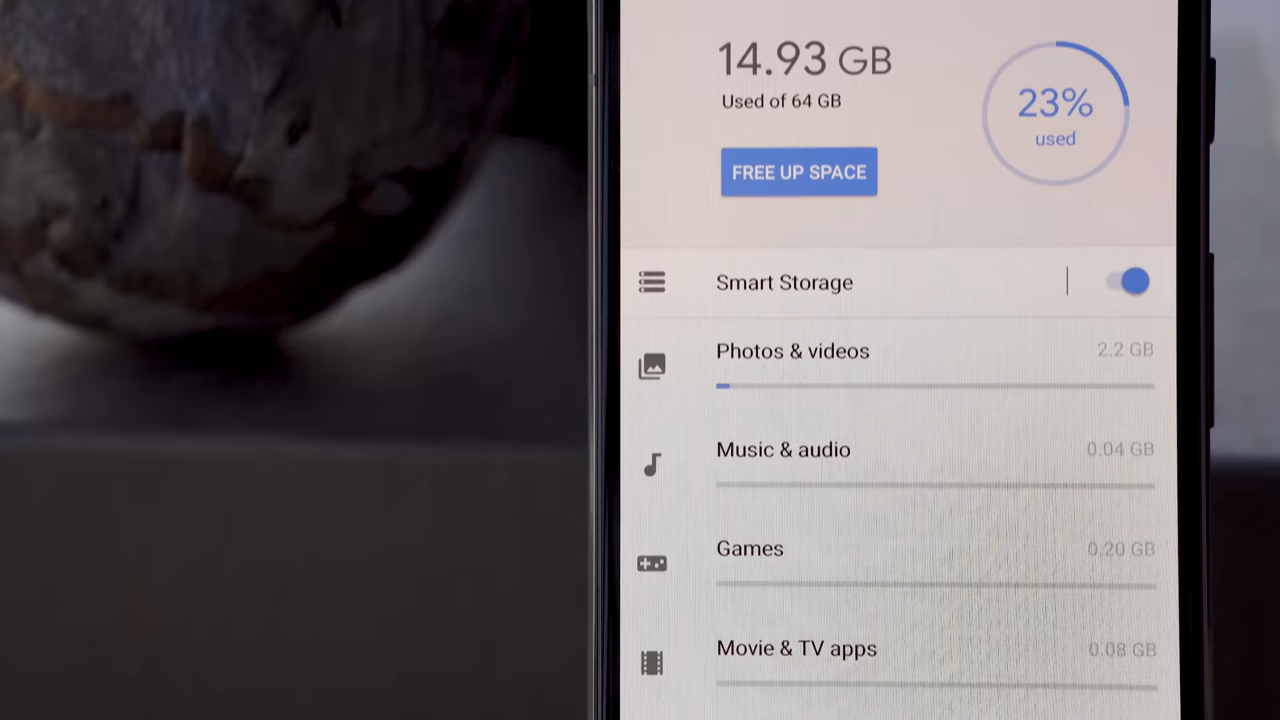 14.93 GB
Used of 64 GB
23%
used
FREE UP SPACE
Smart Storage
Photos & videos 2.2 GB
Music & audio 0.04 GB
Games 0.20 GB
Movie & TV apps 0.08 GB